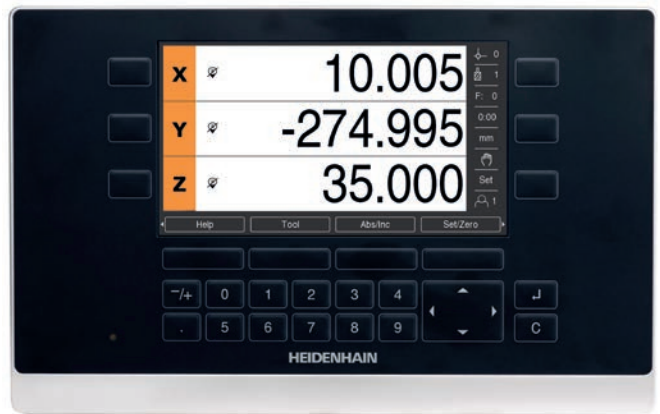 X 10.005
Y -274.995
Z 35.000
0
1
F: 0
0:00
mm
Set
1
Help Tool Abs/Inc Set/Zero
−/+ 0 1 2 3 4
. 5 6 7 8 9 C
HEIDENHAIN